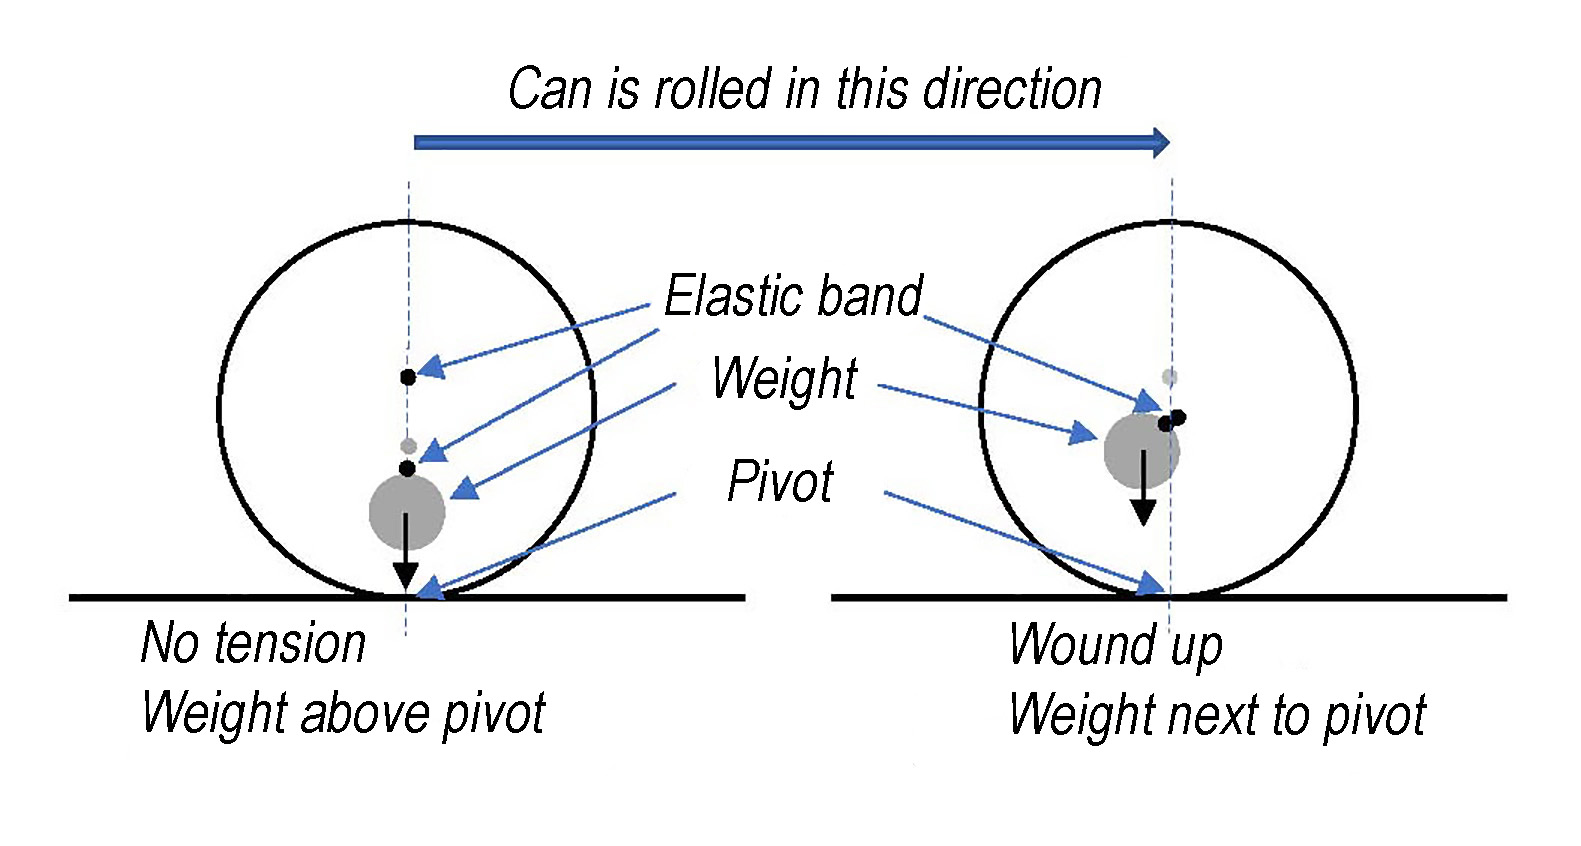 Can is rolled in this direction
Elastic band
Weight
Pivot
No tension
Weight above pivot
Wound up
Weight next to pivot